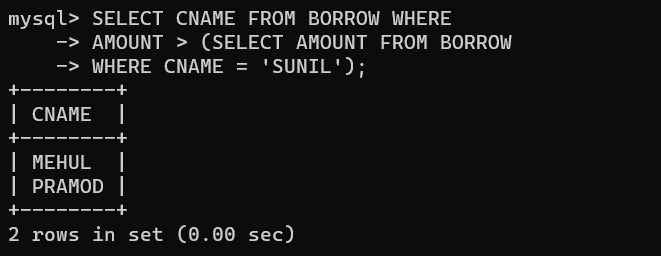 mysql> SELECT CNAME FROM BORROW WHERE
    -> AMOUNT > (SELECT AMOUNT FROM BORROW
    -> WHERE CNAME = 'SUNIL');
+--------+
| CNAME  |
+--------+
| MEHUL  |
| PRAMOD |
+--------+
2 rows in set (0.00 sec)